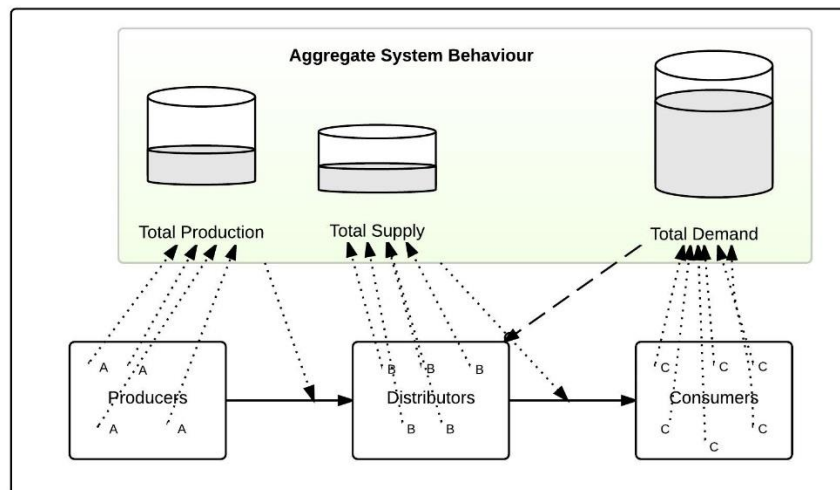 Aggregate System Behaviour
Total Production
Total Supply
Total Demand
A A
Producers
A A
B B B
Distributors
B B
C C C
Consumers
C C
C